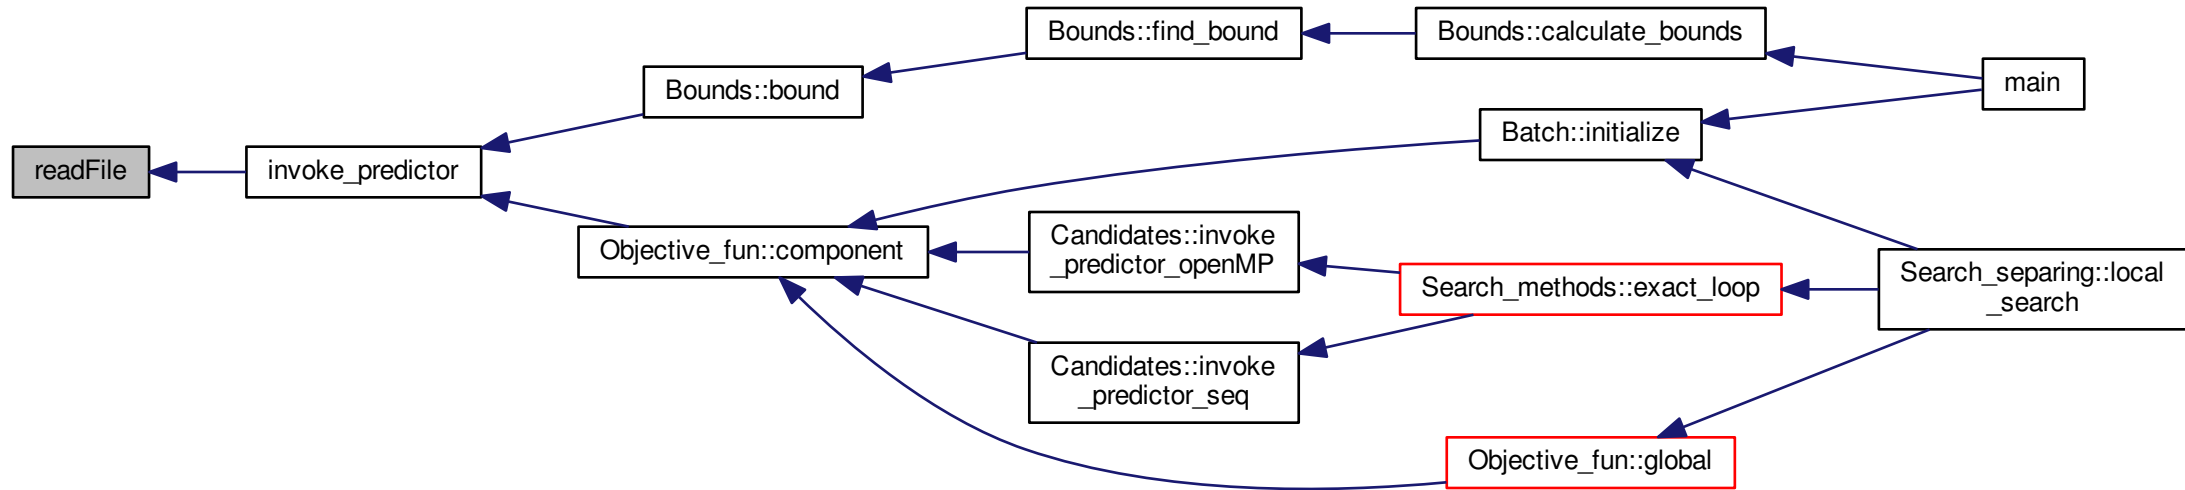 readFile
invoke_predictor
Bounds::bound
Objective_fun::component
Bounds::find_bound
Bounds::calculate_bounds
main
Batch::initialize
Candidates::invoke
_predictor_openMP
Candidates::invoke
_predictor_seq
Search_methods::exact_loop
Objective_fun::global
Search_separing::local
_search